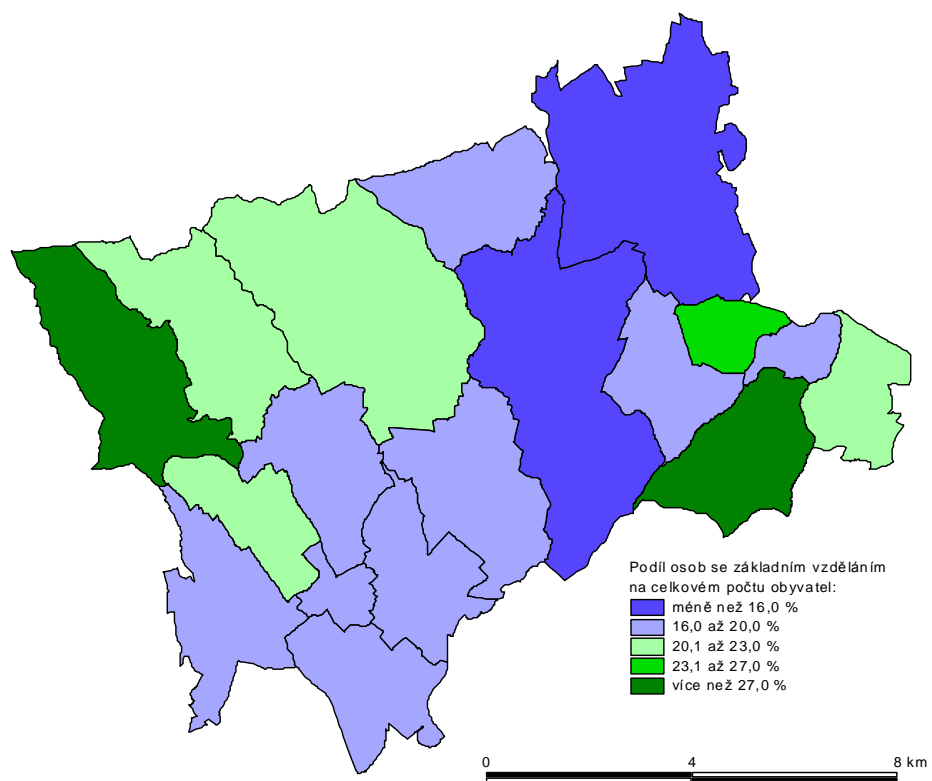 Podíl osob se základním vzděláním
na celkovém počtu obyvatel:
méně než 16,0 %
16,0 až 20,0 %
20,1 až 23,0 %
23,1 až 27,0 %
více než 27,0 %
0 4 8 km